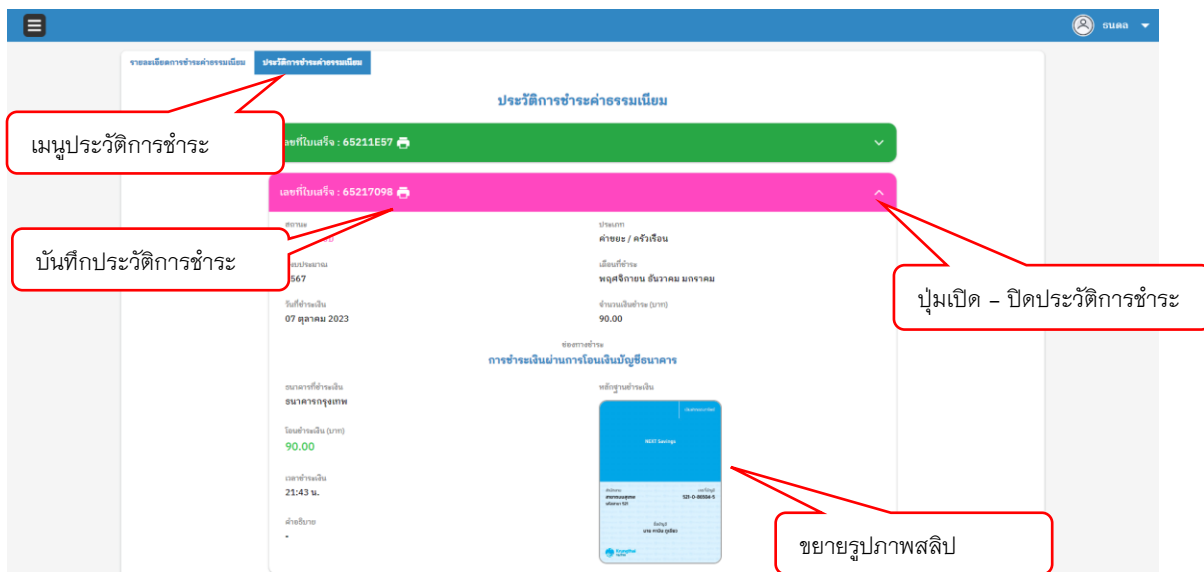 ธนดล
รายละเอียดการชำระค่าธรรมเนียม
ประวัติการชำระค่าธรรมเนียม
ประวัติการชำระค่าธรรมเนียม
เมนูประวัติการชำระ
เลขที่ใบเสร็จ : 65211E57
เลขที่ใบเสร็จ : 65217098
บันทึกประวัติการชำระ
ปุ่มเปิด – ปิดประวัติการชำระ
สถานะ
ประเภท
ค่าขยะ / ครัวเรือน
เดือนที่ชำระ
567
พฤศจิกายน ธันวาคม มกราคม
วันที่ชำระเงิน
จำนวนเงินชำระ (บาท)
07 ตุลาคม 2023
90.00
ช่องทางชำระ
การชำระเงินผ่านการโอนเงินบัญชีธนาคาร
ธนาคารที่ชำระเงิน
หลักฐานชำระเงิน
ธนาคารกรุงเทพ
โอนชำระเงิน (บาท)
90.00
NEXT Savings
เวลาชำระเงิน
21:43 น.
คำอธิบาย
-
ชื่อบัญชี
Krungthai
ขยายรูปภาพสลิป